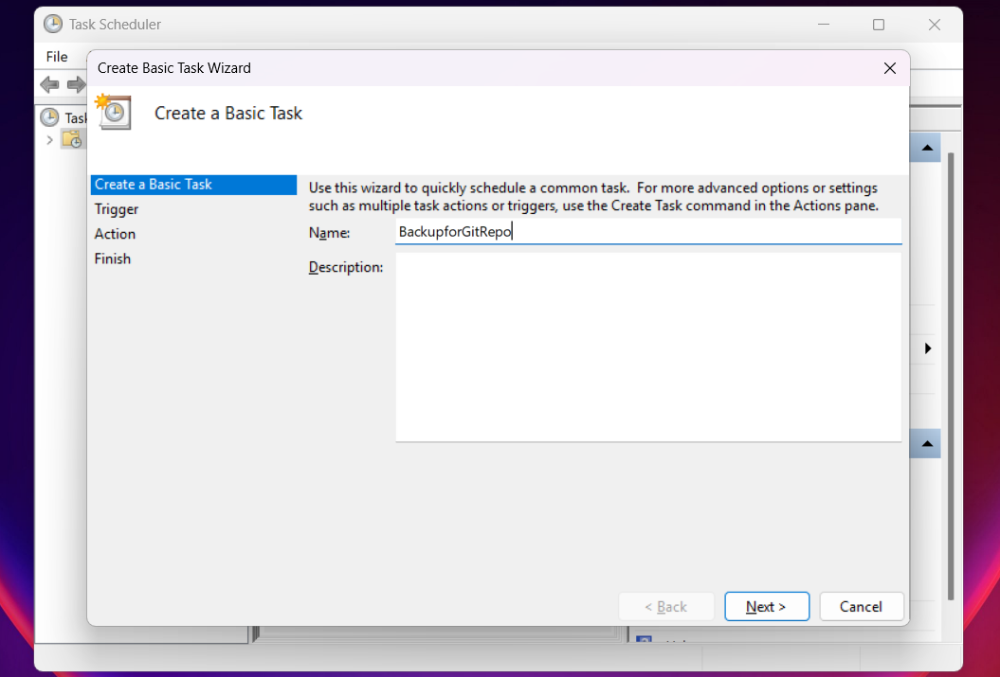 Task Scheduler
File
Create Basic Task Wizard
Create a Basic Task
Create a Basic Task
Trigger
Action
Finish
Use this wizard to quickly schedule a common task. For more advanced options or settings
such as multiple task actions or triggers, use the Create Task command in the Actions pane.
Name:
BackupforGitRepo
Description:
< Back
Next >
Cancel